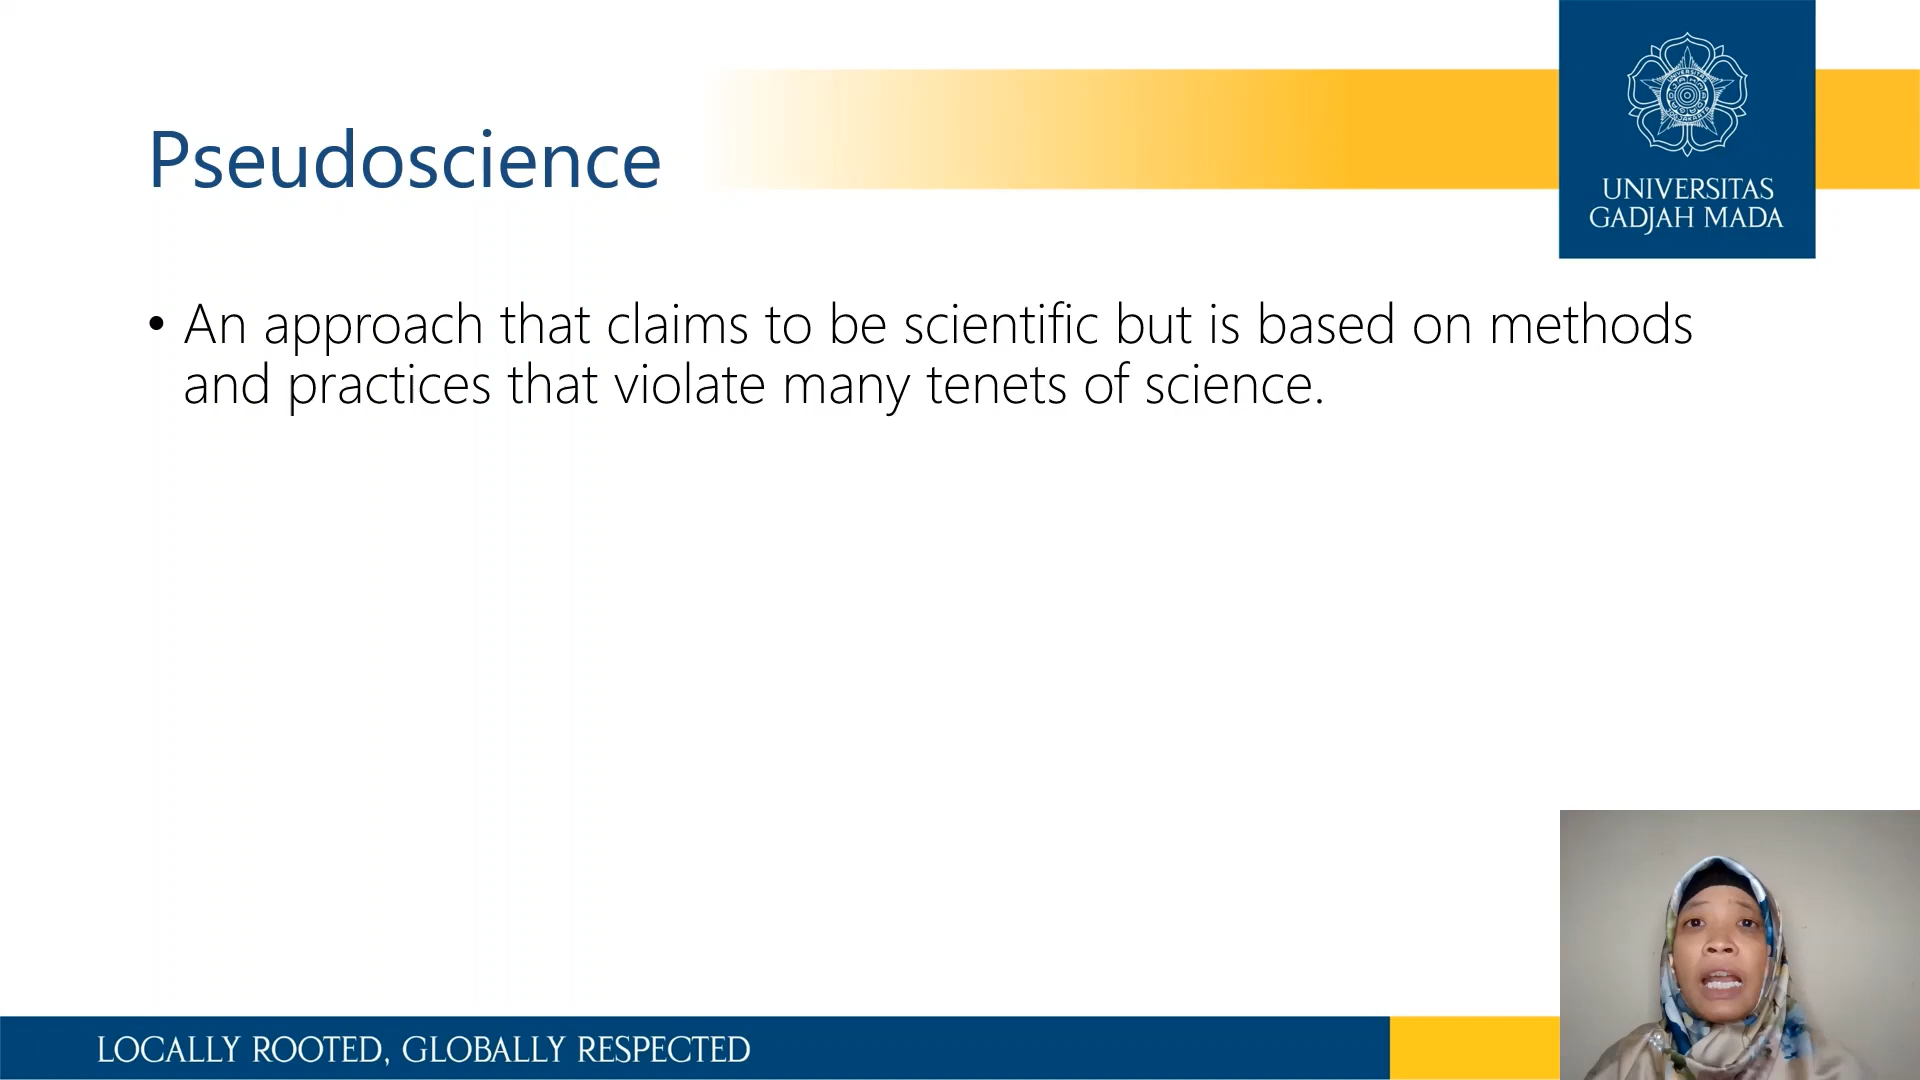 Pseudoscience
UNIVERSITAS
GADJAH MADA
• An approach that claims to be scientific but is based on methods
and practices that violate many tenets of science.
LOCALLY ROOTED, GLOBALLY RESPECTED